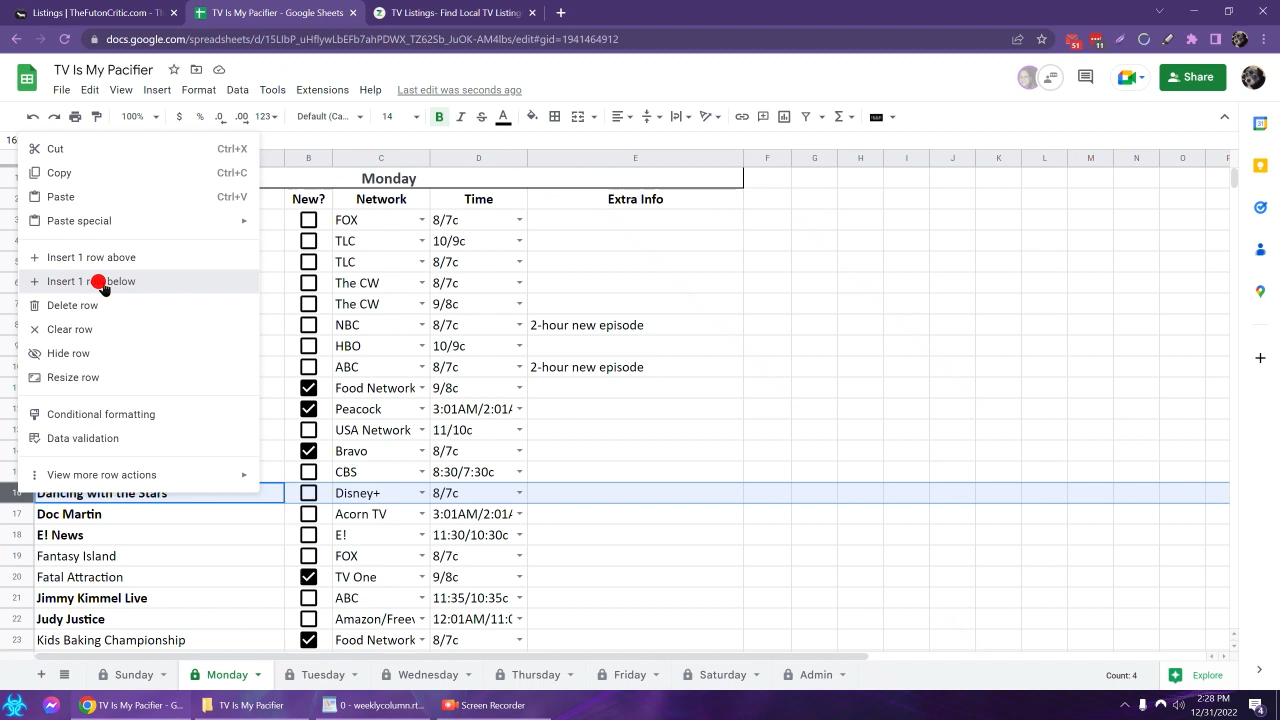 Listings | TheFutonCritic.com - Th
TV Is My Pacifier - Google Sheets
TV Listings- Find Local TV Listing
docs.google.com/spreadsheets/d/15LIbP_uHflywLbEFb7ahPDWX_TZ62Sb_JuOK-AM4lbs/edit#gid=1941464912
51
11
TV Is My Pacifier
File Edit View Insert Format Data Tools Extensions Help Last edit was seconds ago
Share
100% $ % .0 .00 123 Default (Ca... 14 B I S A
16
Cut Ctrl+X
Copy Ctrl+C
Paste Ctrl+V
Paste special
Insert 1 row above
Insert 1 row below
Delete row
Clear row
Hide row
Resize row
Conditional formatting
Data validation
View more row actions
B C D E F G H I J K L M N O
Monday
New? Network Time Extra Info
FOX 8/7c
TLC 10/9c
TLC 8/7c
The CW 8/7c
The CW 9/8c
NBC 8/7c 2-hour new episode
HBO 10/9c
ABC 8/7c 2-hour new episode
Food Network 9/8c
Peacock 3:01AM/2:01
USA Network 11/10c
Bravo 8/7c
CBS 8:30/7:30c
16 Dancing with the Stars Disney+ 8/7c
17 Doc Martin Acorn TV 3:01AM/2:01
18 E! News E! 11:30/10:30c
19 Fantasy Island FOX 8/7c
20 Fatal Attraction TV One 9/8c
21 Jimmy Kimmel Live ABC 11:35/10:35c
22 Judy Justice Amazon/Free 12:01AM/11:0
23 Kids Baking Championship Food Network 8/7c
Sunday Monday Tuesday Wednesday Thursday Friday Saturday Admin Count: 4 Explore
TV Is My Pacifier - G... TV Is My Pacifier 0 - weeklycolumn.rt... Screen Recorder
2:28 PM
12/31/2022
4